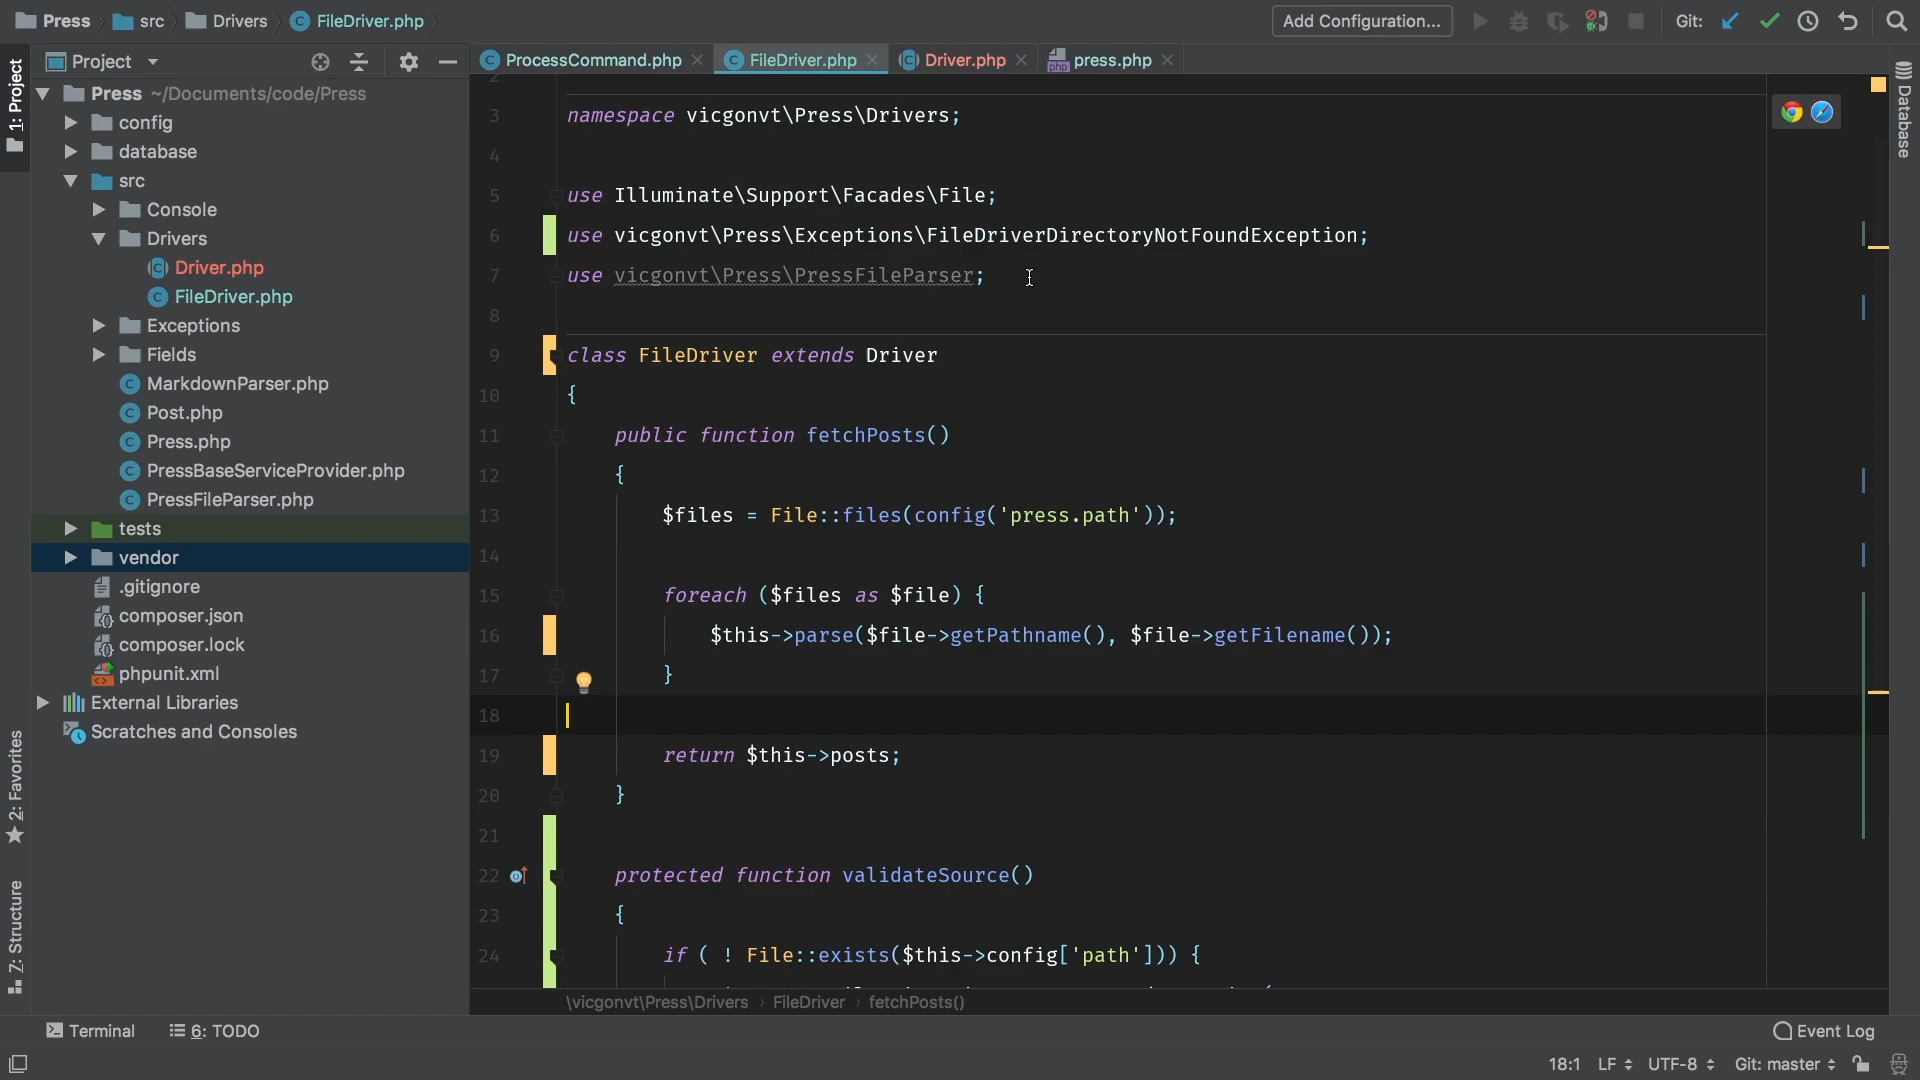 Press
src
Drivers
FileDriver.php
Add Configuration...
Git:
1: Project
Project
ProcessCommand.php
FileDriver.php
Driver.php
php
press.php
Database
Press ~/Documents/code/Press
config
database
src
Console
Drivers
Driver.php
FileDriver.php
Exceptions
Fields
MarkdownParser.php
Post.php
Press.php
PressBaseServiceProvider.php
PressFileParser.php
tests
vendor
.gitignore
composer.json
composer.lock
phpunit.xml
External Libraries
Scratches and Consoles
2: Favorites
7: Structure
2
3 namespace vicgonvt\Press\Drivers;
4
5 use Illuminate\Support\Facades\File;
6 use vicgonvt\Press\Exceptions\FileDriverDirectoryNotFoundException;
7 use vicgonvt\Press\PressFileParser;
8
9 class FileDriver extends Driver
10 {
11 public function fetchPosts()
12 {
13 $files = File::files(config('press.path'));
14
15 foreach ($files as $file) {
16 $this->parse($file->getPathname(), $file->getFilename());
17 }
18
19 return $this->posts;
20 }
21
22 protected function validateSource()
23 {
24 if ( ! File::exists($this->config['path'])) {
\vicgonvt\Press\Drivers › FileDriver › fetchPosts()
Terminal
6: TODO
Event Log
18:1 LF UTF-8 Git: master